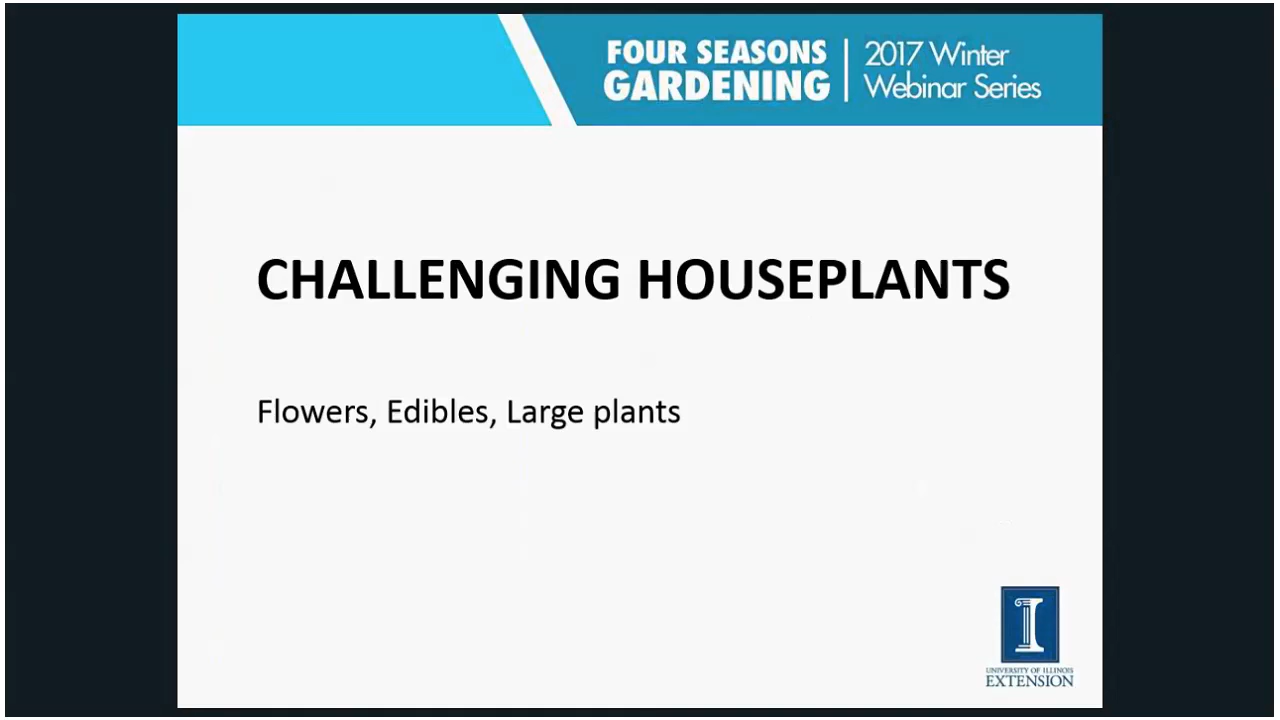 FOUR SEASONS
GARDENING
2017 Winter
Webinar Series
CHALLENGING HOUSEPLANTS
Flowers, Edibles, Large plants
UNIVERSITY OF ILLINOIS
EXTENSION